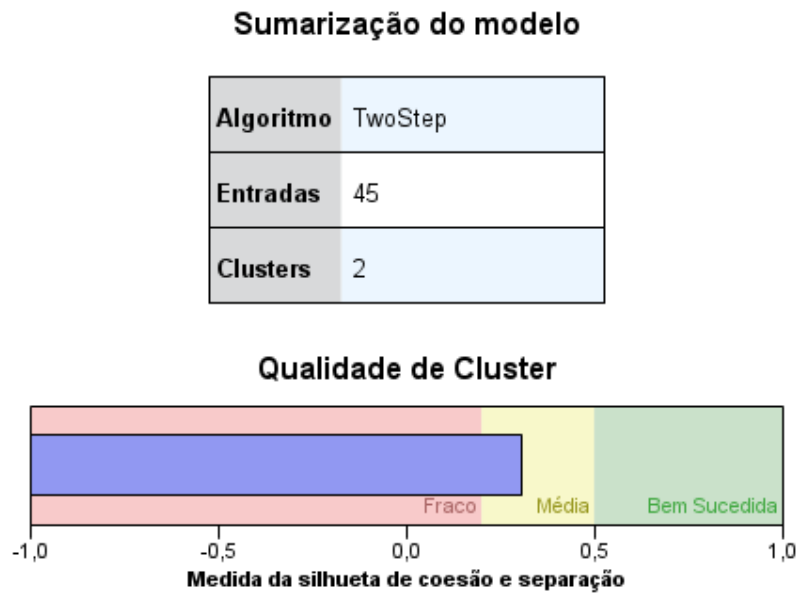 Sumarização do modelo
Algoritmo TwoStep
Entradas 45
Clusters 2
Qualidade de Cluster
Fraco Média Bem Sucedida
-1,0 -0,5 0,0 0,5 1,0
Medida da silhueta de coesão e separação